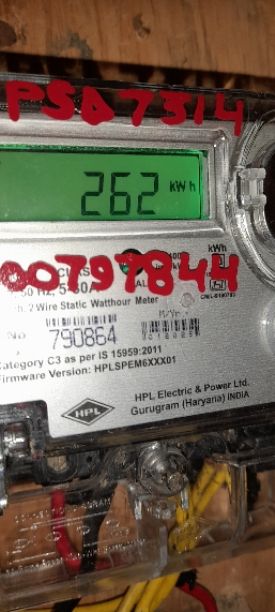 PSD7314
262 kWh
kWh
00797844
2 Wire Static Watthour Meter
No
790864
Category C3 as per IS 15959:2011
Firmware Version: HPLSPEM6XXX01
HPL
HPL Electric & Power Ltd.
Gurugram (Haryana) INDIA